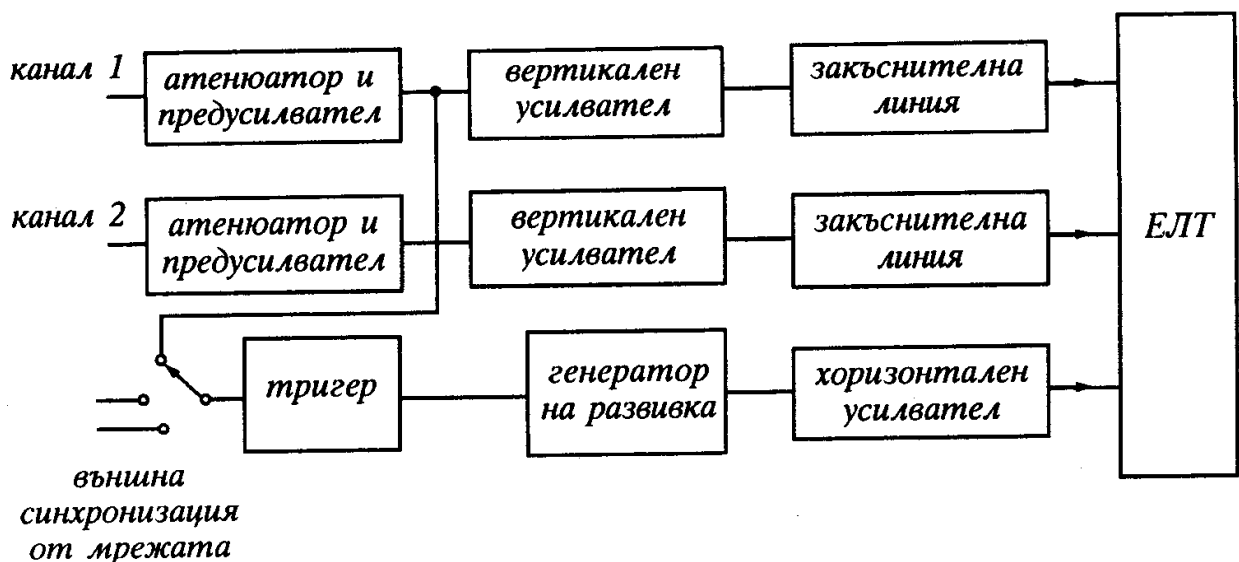 канал 1
атенюатор и
предусилвател
вертикален
усилвател
закъснителна
линия
канал 2
атенюатор и
предусилвател
вертикален
усилвател
закъснителна
линия
ЕЛТ
тригер
генератор
на развивка
хоризонтален
усилвател
външна
синхронизация
от мрежата